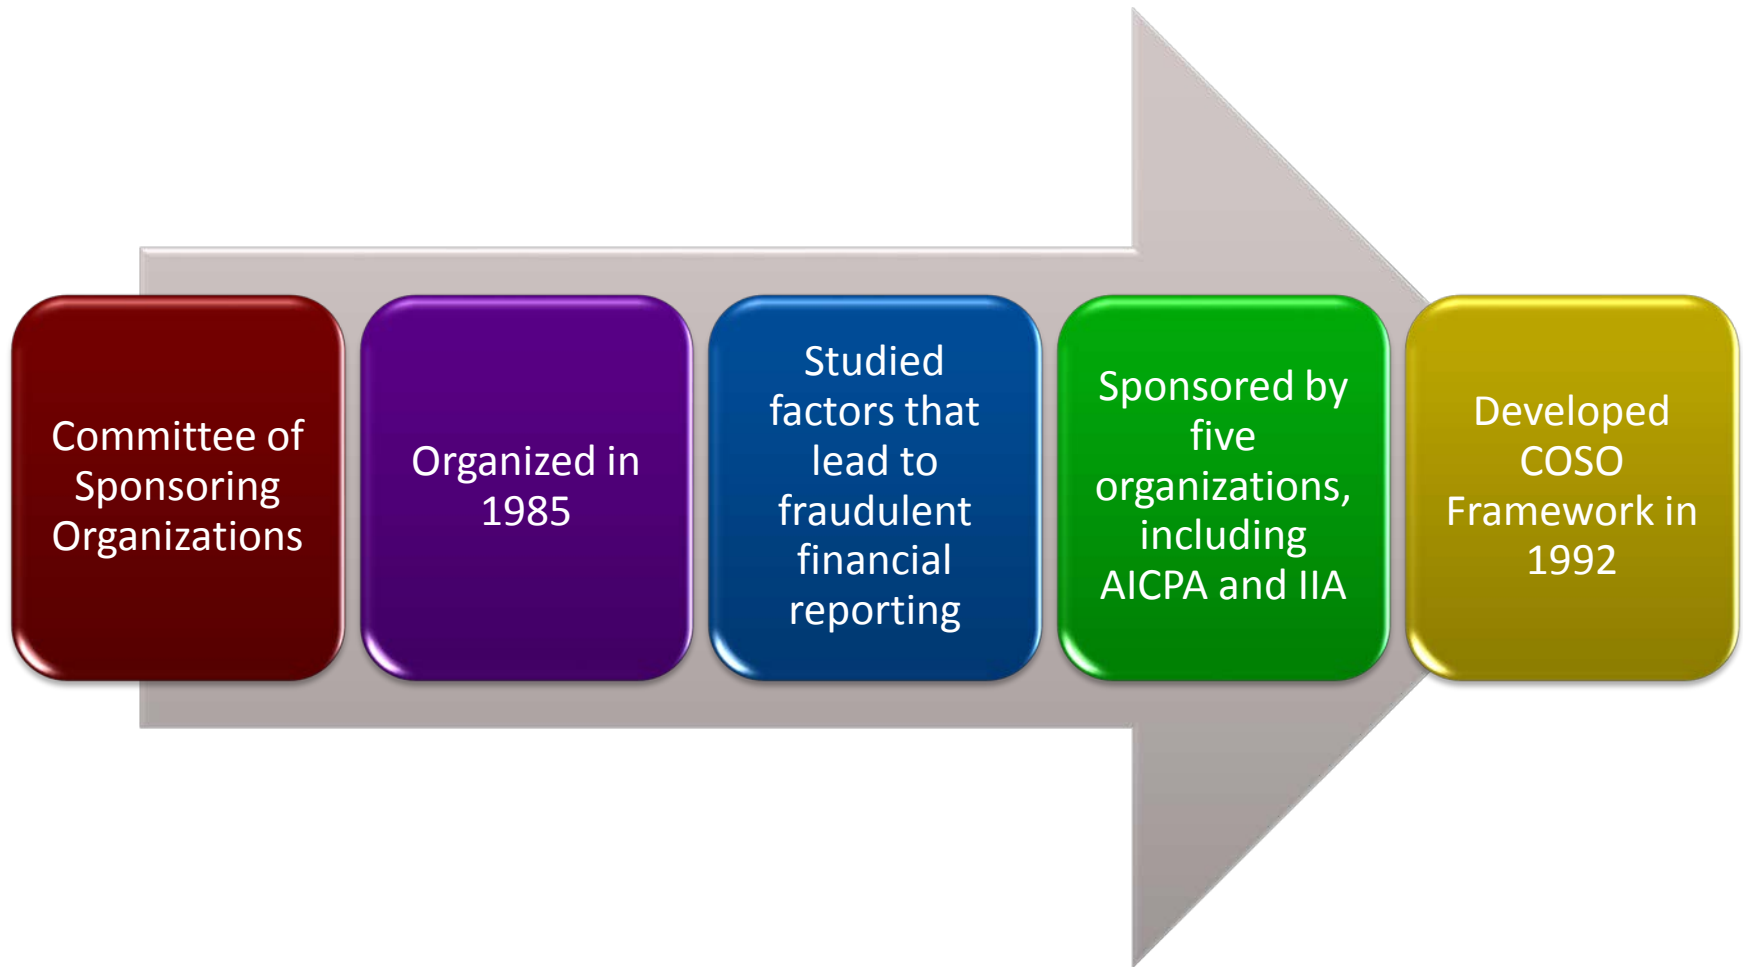 Committee of
Sponsoring
Organizations
Organized in
1985
Studied
factors that
lead to
fraudulent
financial
reporting
Sponsored by
five
organizations,
including
AICPA and IIA
Developed
COSO
Framework in
1992